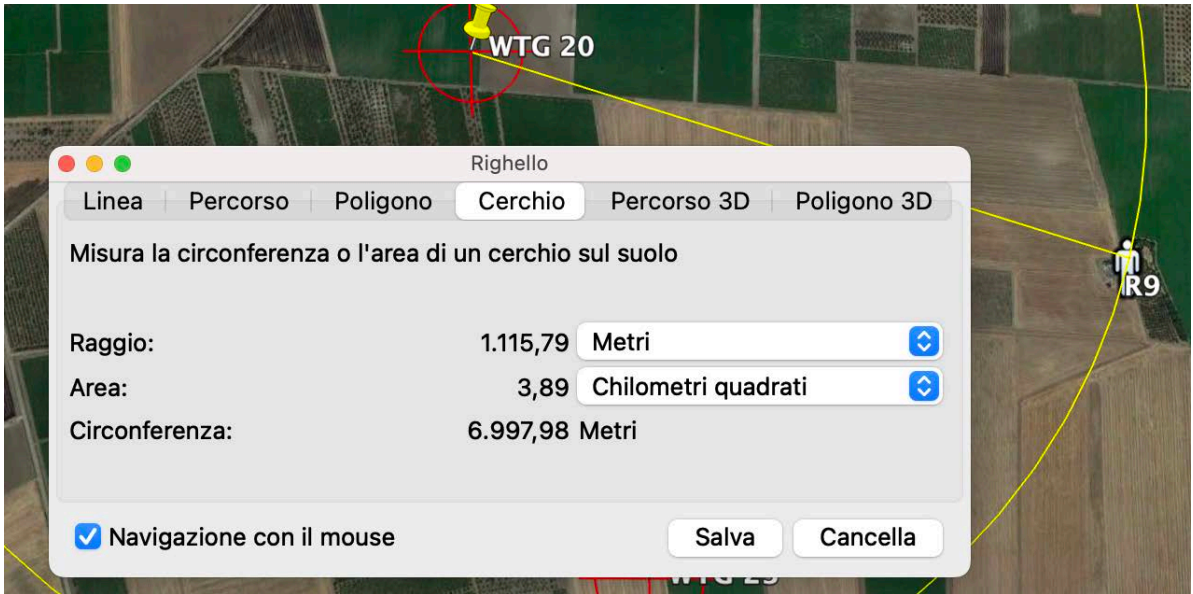 WTG 20
Righello
Linea Percorso Poligono Cerchio Percorso 3D Poligono 3D
Misura la circonferenza o l'area di un cerchio sul suolo
R9
Raggio: 1.115,79 Metri
Area: 3,89 Chilometri quadrati
Circonferenza: 6.997,98 Metri
Navigazione con il mouse Salva Cancella